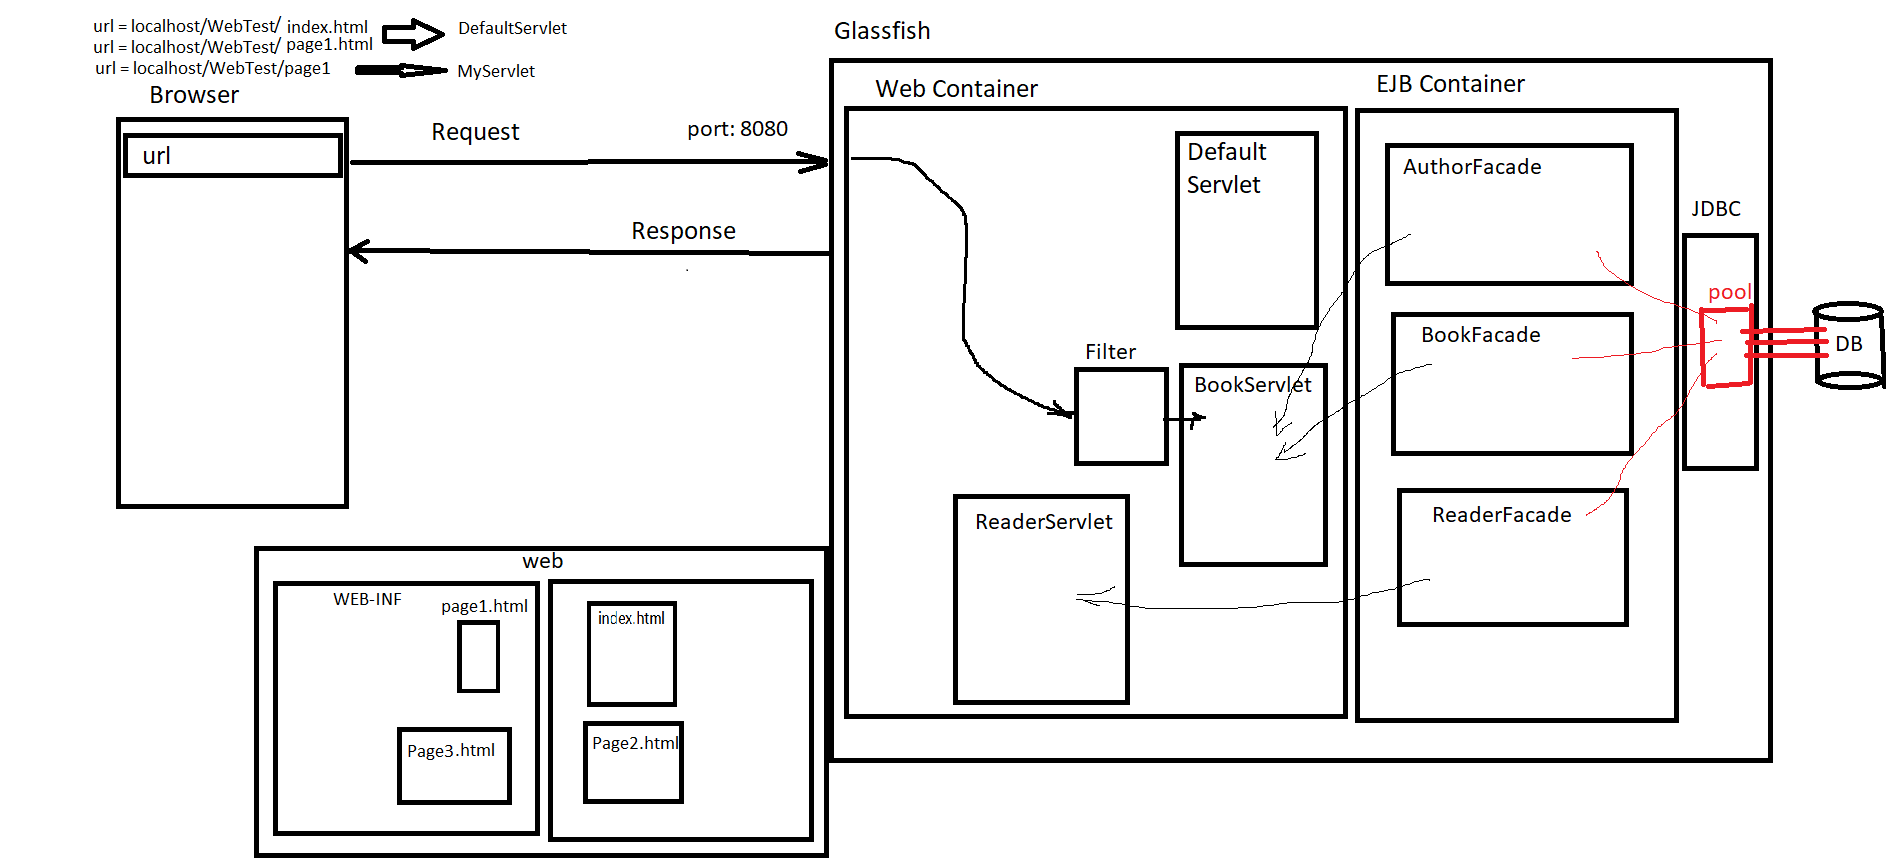 url = localhost/WebTest/ index.html
url = localhost/WebTest/ page1.html
url = localhost/WebTest/page1
DefaultServlet
MyServlet
Browser
url
Request
port: 8080
Response
Glassfish
Web Container
Default
Servlet
Filter
BookServlet
ReaderServlet
EJB Container
AuthorFacade
BookFacade
ReaderFacade
JDBC
pool
DB
web
WEB-INF
page1.html
Page3.html
index.html
Page2.html